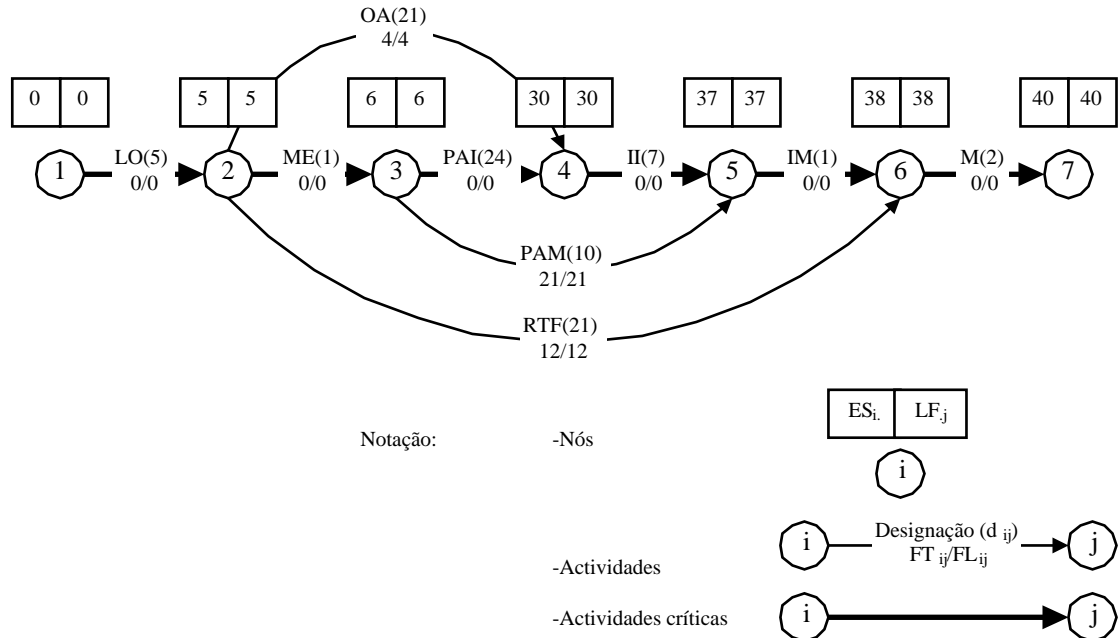 OA(21)
4/4
0 0 5 5 6 6 30 30 37 37 38 38 40 40
1 LO(5) 2 ME(1) 3 PAI(24) 4 II(7) 5 IM(1) 6 M(2) 7
0/0 0/0 0/0 0/0 0/0 0/0
PAM(10)
21/21
RTF(21)
12/12
ESi. LF.j
Notação: -Nós
i
i Designação (d ij) j
FT ij/FL ij
-Actividades
-Actividades críticas i j